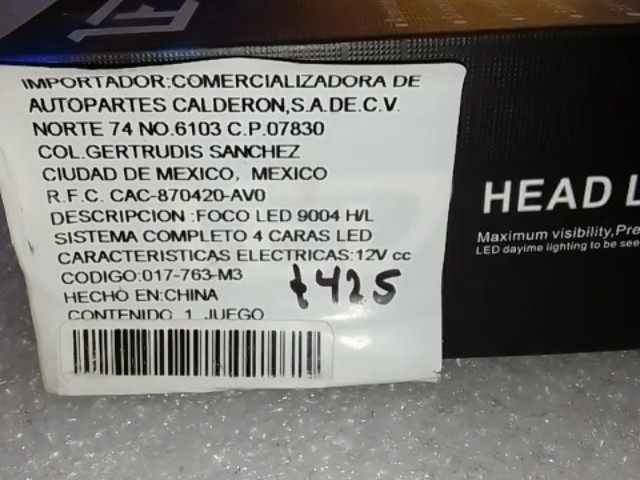 IMPORTADOR:COMERCIALIZADORA DE
AUTOPARTES CALDERON,S.A.DE.C.V.
NORTE 74 NO.6103 C.P.07830
COL.GERTRUDIS SANCHEZ
CIUDAD DE MEXICO, MEXICO
R.F.C. CAC-870420-AV0
DESCRIPCION :FOCO LED 9004 H/L
SISTEMA COMPLETO 4 CARAS LED
CARACTERISTICAS ELECTRICAS:12V cc
CODIGO:017-763-M3
HECHO EN:CHINA
CONTENIDO 1 JUEGO
t425
HEAD L
Maximum visibility,Pre
LED dayime lighting to be see